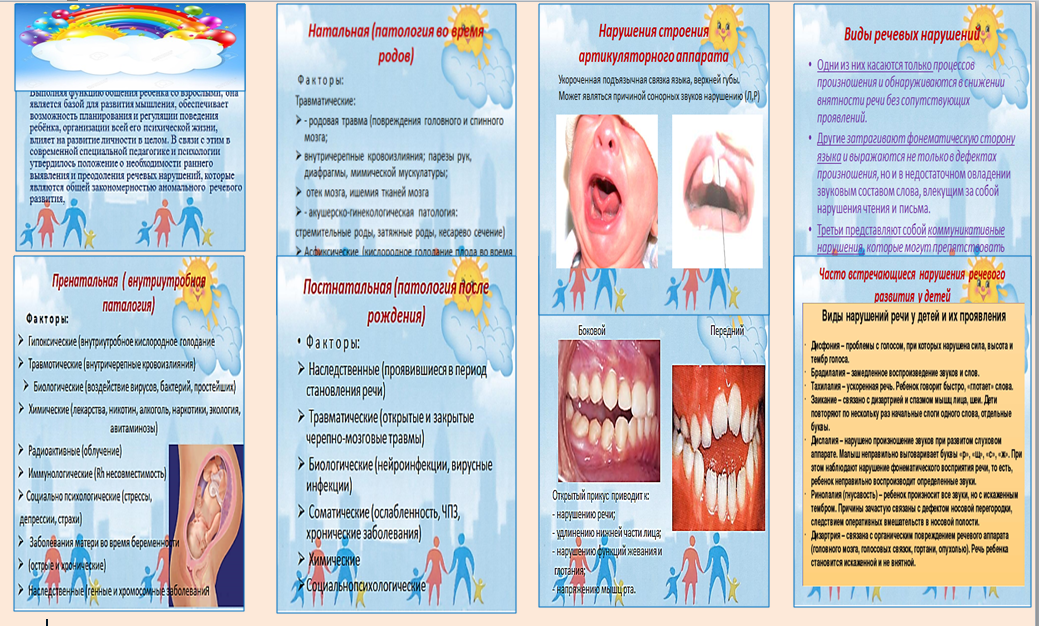 Выполняя функцию общения ребенка со взрослыми, она
является базой для развития мышления, обеспечивает
возможность планирования и регуляции поведения
ребёнка, организации всей его психической жизни,
влияет на развитие личности в целом. В связи с этим в
современной специальной педагогике и психологии
утвердилось положение о необходимости раннего
выявления и преодоления речевых нарушений, которые
являются общей закономерностью аномального речевого
развития.
Пренатальная ( внутриутробная
патология)
Факторы:
Гипоксические (внутриутробное кислородное голодание
Травмотические (внутричерепные кровоизлияния)
Биологические (воздействие вирусов, бактерий, простейших)
Химические (лекарства, никотин, алкоголь, наркотики, экология,
авитаминозы)
Радиоактивные (облучение)
Иммунологические (Rh несовместимость)
Социально психологические (стрессы,
депрессии, страхи)
Заболевания матери во время беременности
(острые и хронические)
Наследственные (генные и хромосомные заболевания
Натальная (патология во время
родов)
Факторы:
Травматические:
- родовая травма (повреждения головного и спинного
мозга;
внутричерепные кровоизлияния; парезы рук,
диафрагмы, мимической мускулатуры;
отек мозга, ишемия тканей мозга
- акушерско-гинекологическая патология:
стремительные роды, затяжные роды, кесарево сечение)
Асфиксические (кислородное голодание плода во время
Постнатальная (патология после
рождения)
• Факторы:
Наследственные (проявившиеся в период
становления речи)
Травматические (открытые и закрытые
черепно-мозговые травмы)
Биологические (нейроинфекции, вирусные
инфекции)
Соматические (ослабленность, ЧПЗ,
хронические заболевания)
Химические
Социальнопсихологические
Нарушения строения
артикуляторного аппарата
Укороченная подъязычная связка языка, верхней губы.
Может являться причиной сонорных звуков нарушению (Л,Р)
Боковой
Передний
Открытый прикус приводит к:
- нарушению речи;
- удлинению нижней части лица;
- нарушению функций жевания и
глотания;
- напряжению мышц рта.
Виды речевых нарушений
• Одни из них касаются только процессов
произношения и обнаруживаются в снижении
внятности речи без сопутствующих
проявлений.
• Другие затрагивают фонематическую сторону
языка и выражаются не только в дефектах
произношения, но и в недостаточном овладении
звуковым составом слова, влекущим за собой
нарушения чтения и письма.
• Третьи представляют собой коммуникативные
нарушения, которые могут препятствовать
Часто встречающиеся нарушения речевого
развития у детей
Виды нарушений речи у детей и их проявления
Дисфония – проблемы с голосом, при которых нарушена сила, высота и
тембр голоса.
Брадилалия – замедленное воспроизведение звуков и слов.
Тахилалия – ускоренная речь. Ребенок говорит быстро, «глотает» слова.
Заикание – связано с дизартрией и спазмом мышц лица, шеи. Дети
повторяют по нескольку раз начальные слоги одного слова, отдельные
буквы.
Дислалия – нарушено произношение звуков при развитом слуховом
аппарате. Малыш неправильно выговаривает буквы «р», «щ», «с», «ж». При
этом наблюдают нарушение фонематического восприятия речи, то есть,
ребенок неправильно воспроизводит определенные звуки.
Ринолалия (гнусавость) – ребенок произносит все звуки, но с искаженным
тембром. Причины зачастую связаны с дефектом носовой перегородки,
следствием оперативных вмешательств в носовой полости.
Дизартрия – связана с органическим повреждением речевого аппарата
(головного мозга, голосовых связок, гортани, опухолью). Речь ребенка
становится искаженной и не внятной.